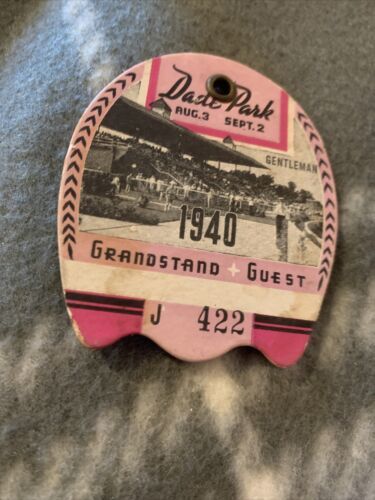 Dade Park
AUG. 3 SEPT. 2
GENTLEMAN
1940
GRANDSTAND + GUEST
J 422